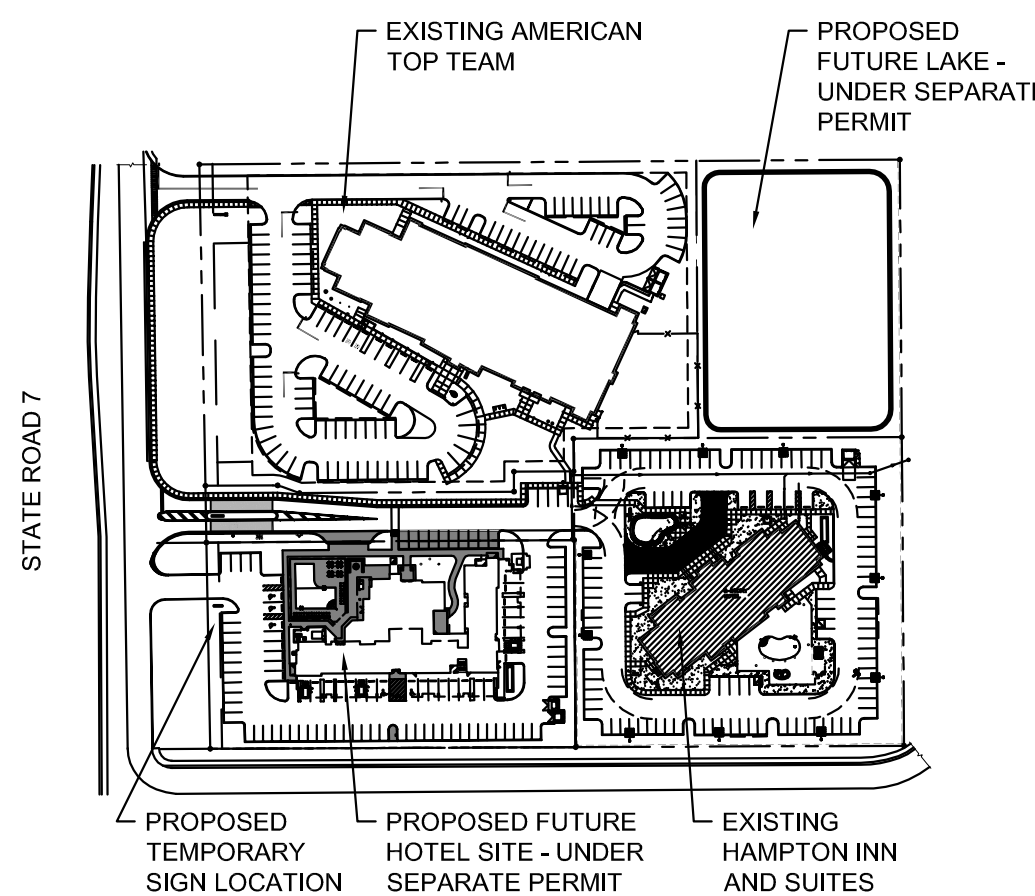 EXISTING AMERICAN
TOP TEAM
PROPOSED
FUTURE LAKE -
UNDER SEPARATE
PERMIT
STATE ROAD 7
PROPOSED
TEMPORARY
SIGN LOCATION
PROPOSED FUTURE
HOTEL SITE - UNDER
SEPARATE PERMIT
EXISTING
HAMPTON INN
AND SUITES